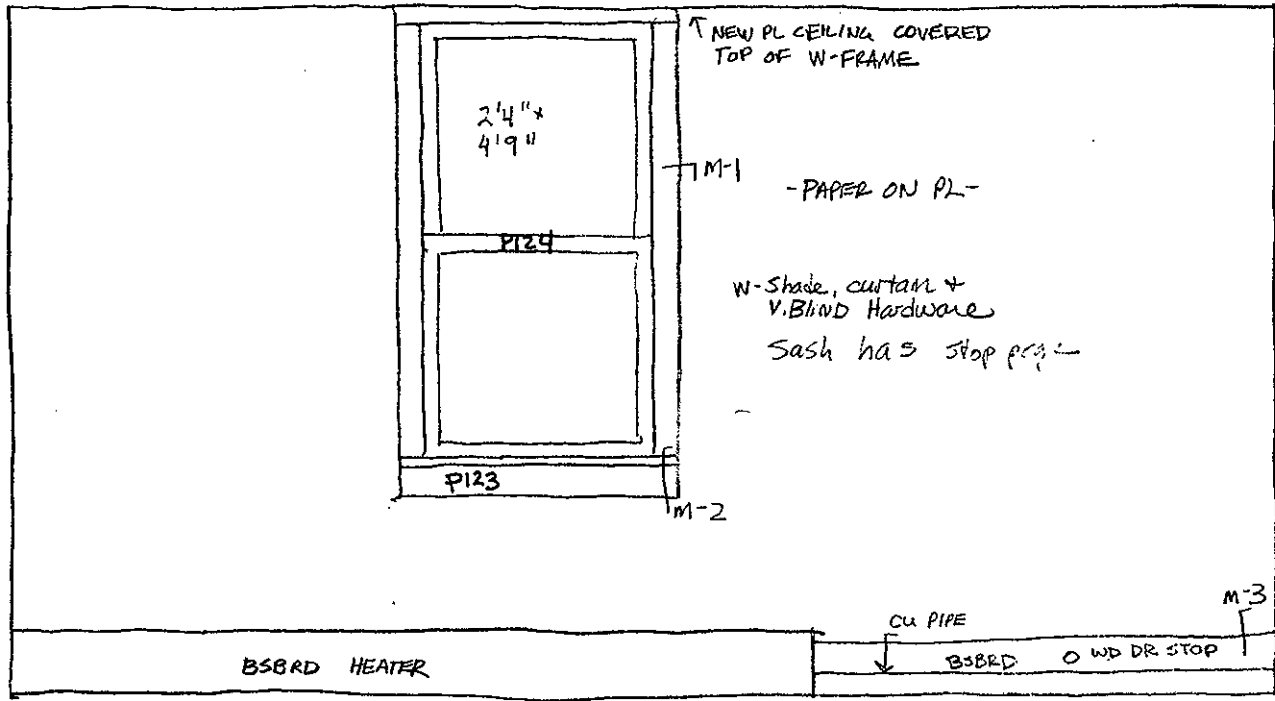 NEW PL CEILING COVERED
TOP OF W-FRAME
2'4" x
4'9"
M-1
-PAPER ON PL-
P124
W-Shade, curtain +
V.BLIND Hardware
Sash has stop
P123
M-2
M-3
CU PIPE
BSBRD HEATER
BSBRD
WD DR STOP